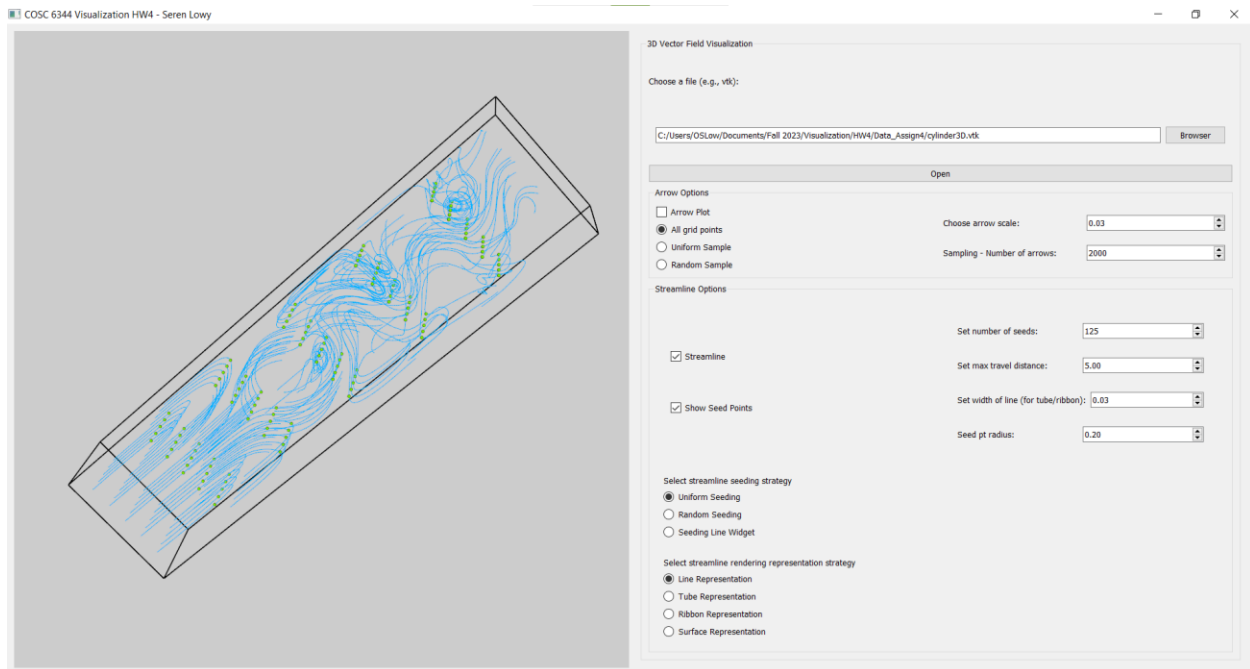 COSC 6344 Visualization HW4 - Seren Lowy
3D Vector Field Visualization
Choose a file (e.g., vtk):
C:/Users/OSLow/Documents/Fall 2023/Visualization/HW4/Data_Assign4/cylinder3D.vtk
Browser
Open
Arrow Options
Arrow Plot
All grid points
Uniform Sample
Random Sample
Choose arrow scale:
0.03
Sampling - Number of arrows:
2000
Streamline Options
Streamline
Show Seed Points
Set number of seeds:
125
Set max travel distance:
5.00
Set width of line (for tube/ribbon):
0.03
Seed pt radius:
0.20
Select streamline seeding strategy
Uniform Seeding
Random Seeding
Seeding Line Widget
Select streamline rendering representation strategy
Line Representation
Tube Representation
Ribbon Representation
Surface Representation